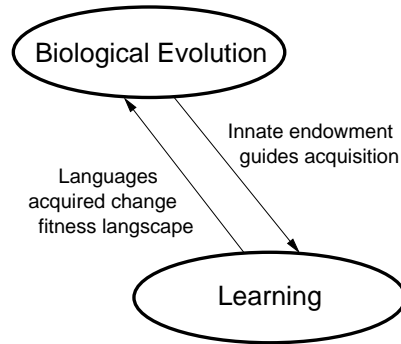 Biological Evolution
Innate endowment
guides acquisition
Languages
acquired change
fitness langscape
Learning